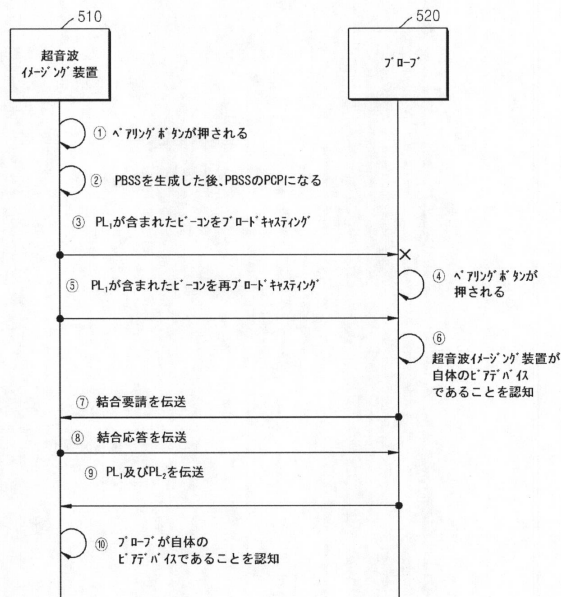 510
超音波
イメージング装置
520
プローブ
① ペアリングボタンが押される
② PBSSを生成した後、PBSSのPCPになる
③ PL₁が含まれたビーコンをブロードキャスティング
④ ペアリングボタンが
押される
⑤ PL₁が含まれたビーコンを再ブロードキャスティング
⑥
超音波イメージング装置が
自体のピアデバイス
であることを認知
⑦ 結合要請を伝送
⑧ 結合応答を伝送
⑨ PL₁及びPL₂を伝送
⑩ プローブが自体の
ピアデバイスであることを認知